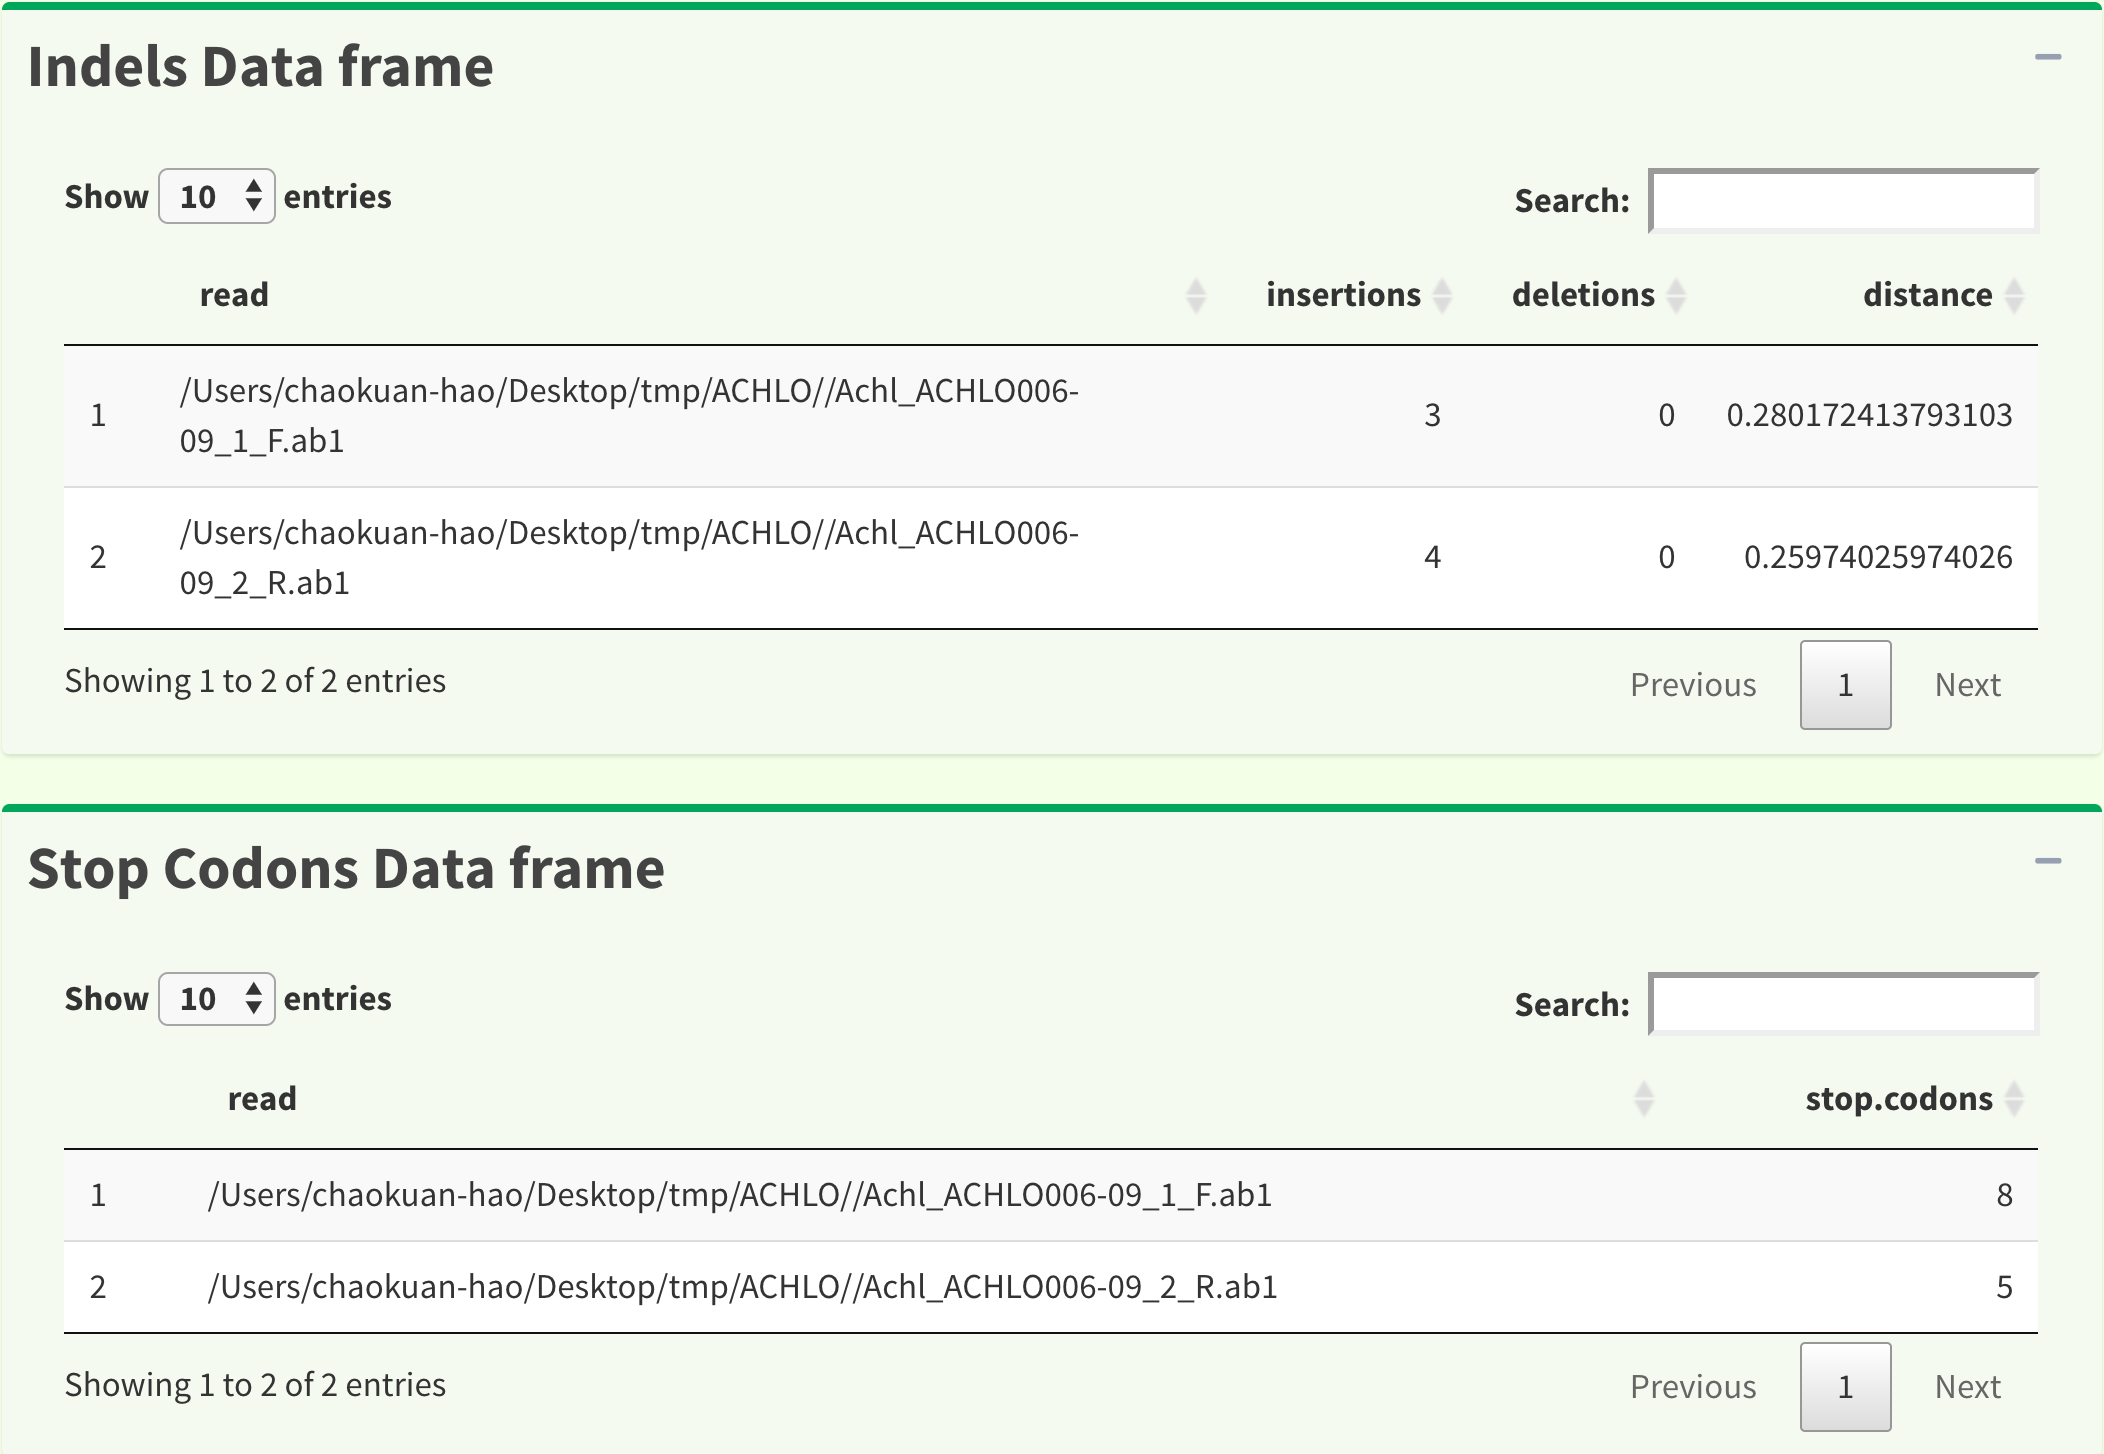 Indels Data frame
Show 10 entries
Search:
read insertions deletions distance
1 /Users/chaokuan-hao/Desktop/tmp/ACHLO//Achl_ACHLO006-
09_1_F.ab1 3 0 0.280172413793103
2 /Users/chaokuan-hao/Desktop/tmp/ACHLO//Achl_ACHLO006-
09_2_R.ab1 4 0 0.25974025974026
Showing 1 to 2 of 2 entries
Previous 1 Next
Stop Codons Data frame
Show 10 entries
Search:
read stop.codons
1 /Users/chaokuan-hao/Desktop/tmp/ACHLO//Achl_ACHLO006-09_1_F.ab1 8
2 /Users/chaokuan-hao/Desktop/tmp/ACHLO//Achl_ACHLO006-09_2_R.ab1 5
Showing 1 to 2 of 2 entries
Previous 1 Next